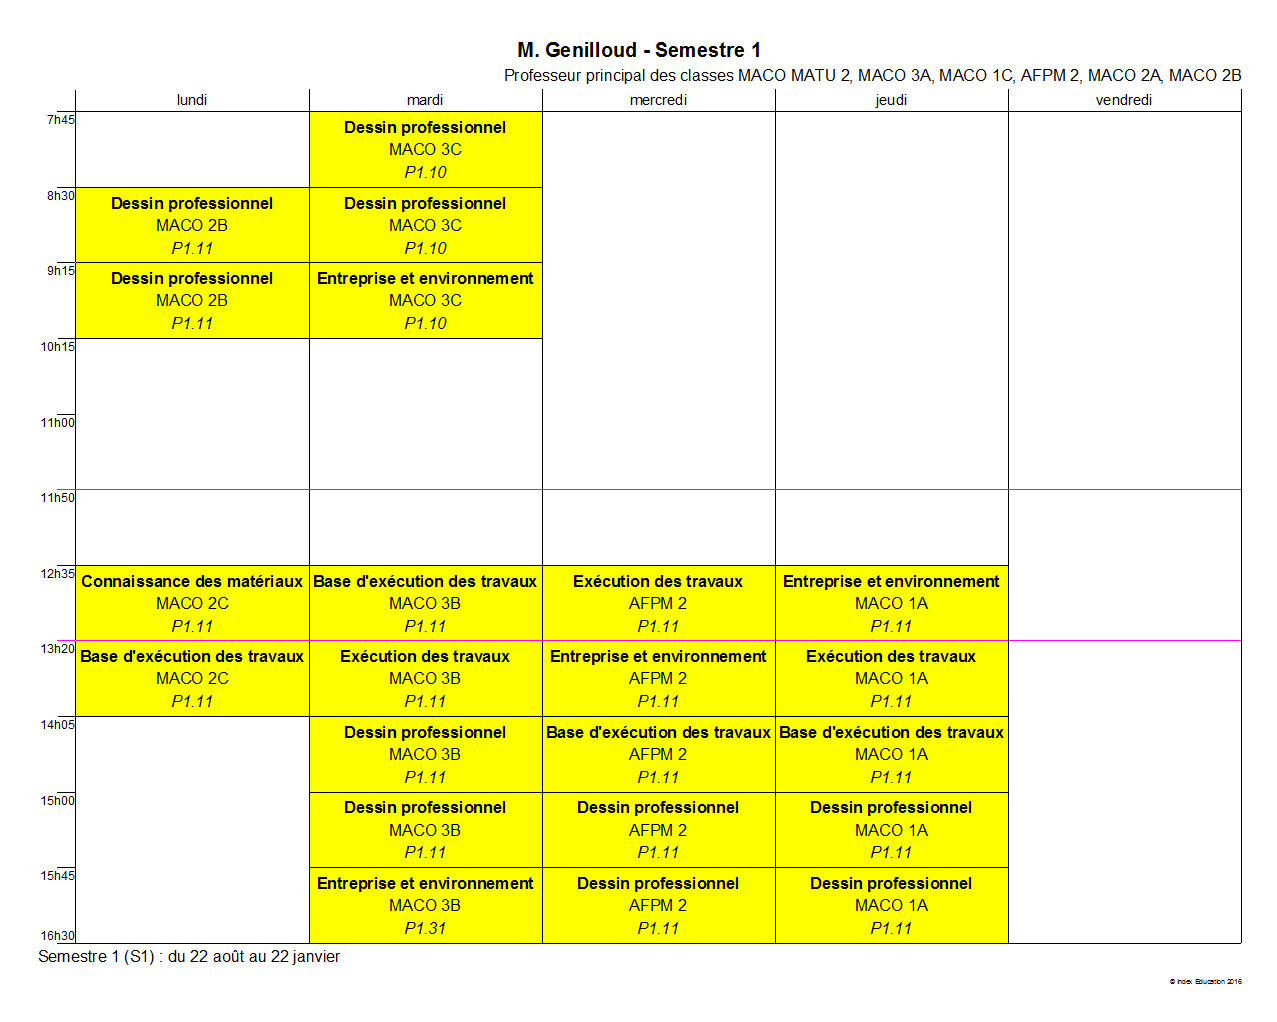 M. Genilloud - Semestre 1
Professeur principal des classes MACO MATU 2, MACO 3A, MACO 1C, AFPM 2, MACO 2A, MACO 2B
lundi mardi mercredi jeudi vendredi
7h45
Dessin professionnel
MACO 3C
P1.10
8h30
Dessin professionnel Dessin professionnel
MACO 2B MACO 3C
P1.11 P1.10
9h15
Dessin professionnel Entreprise et environnement
MACO 2B MACO 3C
P1.11 P1.10
10h15
11h00
11h50
12h35
Connaissance des matériaux Base d'exécution des travaux Exécution des travaux Entreprise et environnement
MACO 2C MACO 3B AFPM 2 MACO 1A
P1.11 P1.11 P1.11 P1.11
13h20
Base d'exécution des travaux Exécution des travaux Entreprise et environnement Exécution des travaux
MACO 2C MACO 3B AFPM 2 MACO 1A
P1.11 P1.11 P1.11 P1.11
14h05
Dessin professionnel Base d'exécution des travaux Base d'exécution des travaux
MACO 3B AFPM 2 MACO 1A
P1.11 P1.11 P1.11
15h00
Dessin professionnel Dessin professionnel Dessin professionnel
MACO 3B AFPM 2 MACO 1A
P1.11 P1.11 P1.11
15h45
Entreprise et environnement Dessin professionnel Dessin professionnel
MACO 3B AFPM 2 MACO 1A
P1.31 P1.11 P1.11
16h30
Semestre 1 (S1) : du 22 août au 22 janvier
© Index Education 2016